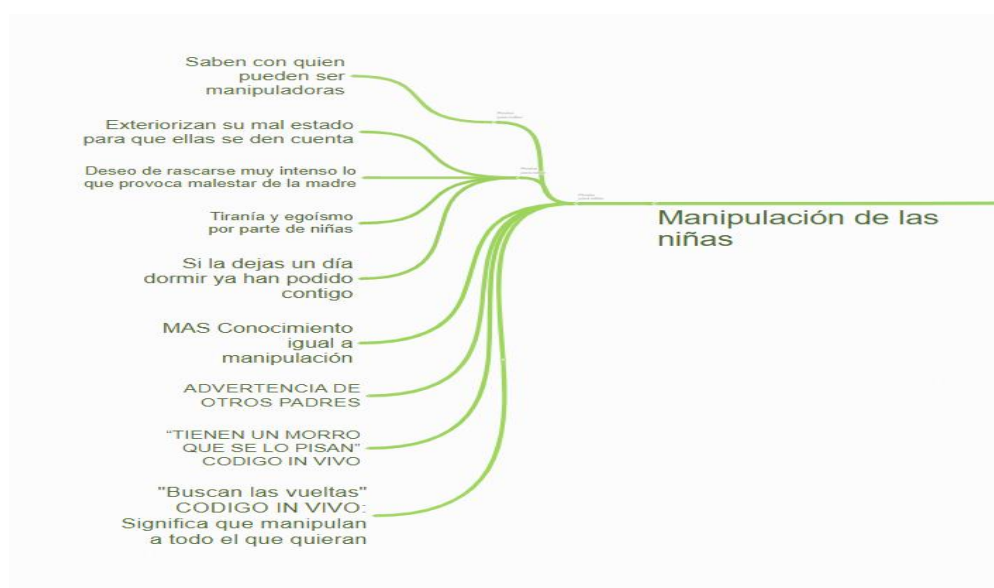 Saben con quien
pueden ser
manipuladoras
Exteriorizan su mal estado
para que ellas se den cuenta
Deseo de rascarse muy intenso lo
que provoca malestar de la madre
Tiranía y egoísmo
por parte de niñas
Si la dejas un día
dormir ya han podido
contigo
MAS Conocimiento
igual a
manipulación
ADVERTENCIA DE
OTROS PADRES
“TIENEN UN MORRO
QUE SE LO PISAN”
CODIGO IN VIVO
"Buscan las vueltas"
CODIGO IN VIVO:
Significa que manipulan
a todo el que quieran
Manipulación de las
niñas